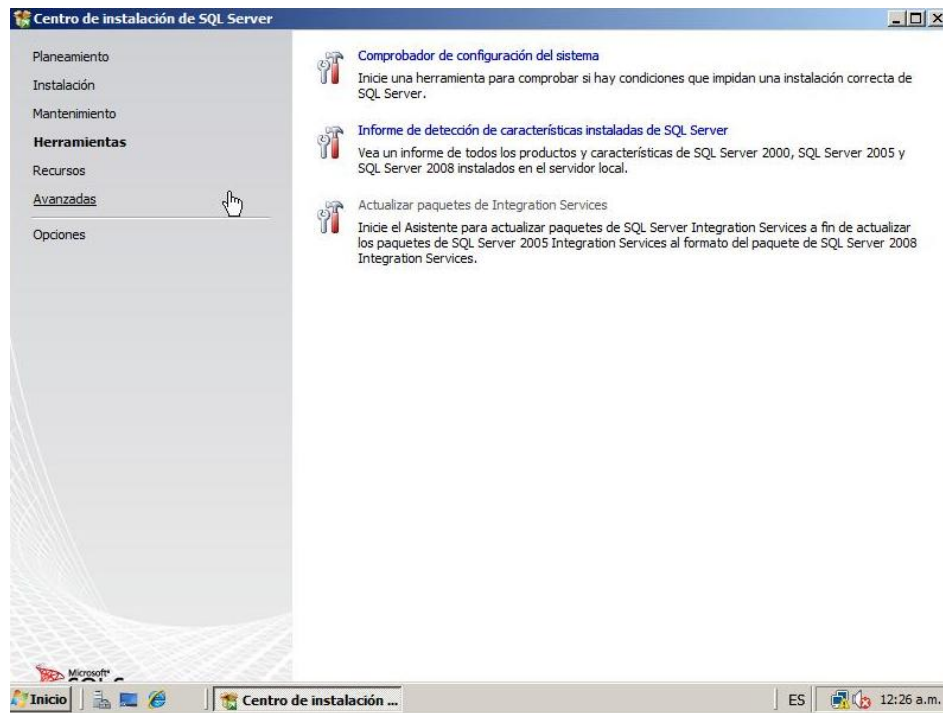 Centro de instalación de SQL Server
Planeamiento
Instalación
Mantenimiento
Herramientas
Recursos
Avanzadas
Opciones
Comprobador de configuración del sistema
Inicie una herramienta para comprobar si hay condiciones que impidan una instalación correcta de
SQL Server.
Informe de detección de características instaladas de SQL Server
Vea un informe de todos los productos y características de SQL Server 2000, SQL Server 2005 y
SQL Server 2008 instalados en el servidor local.
Actualizar paquetes de Integration Services
Inicie el Asistente para actualizar paquetes de SQL Server Integration Services a fin de actualizar
los paquetes de SQL Server 2005 Integration Services al formato del paquete de SQL Server 2008
Integration Services.
Microsoft
Inicio
Centro de instalación ...
ES
12:26 a.m.